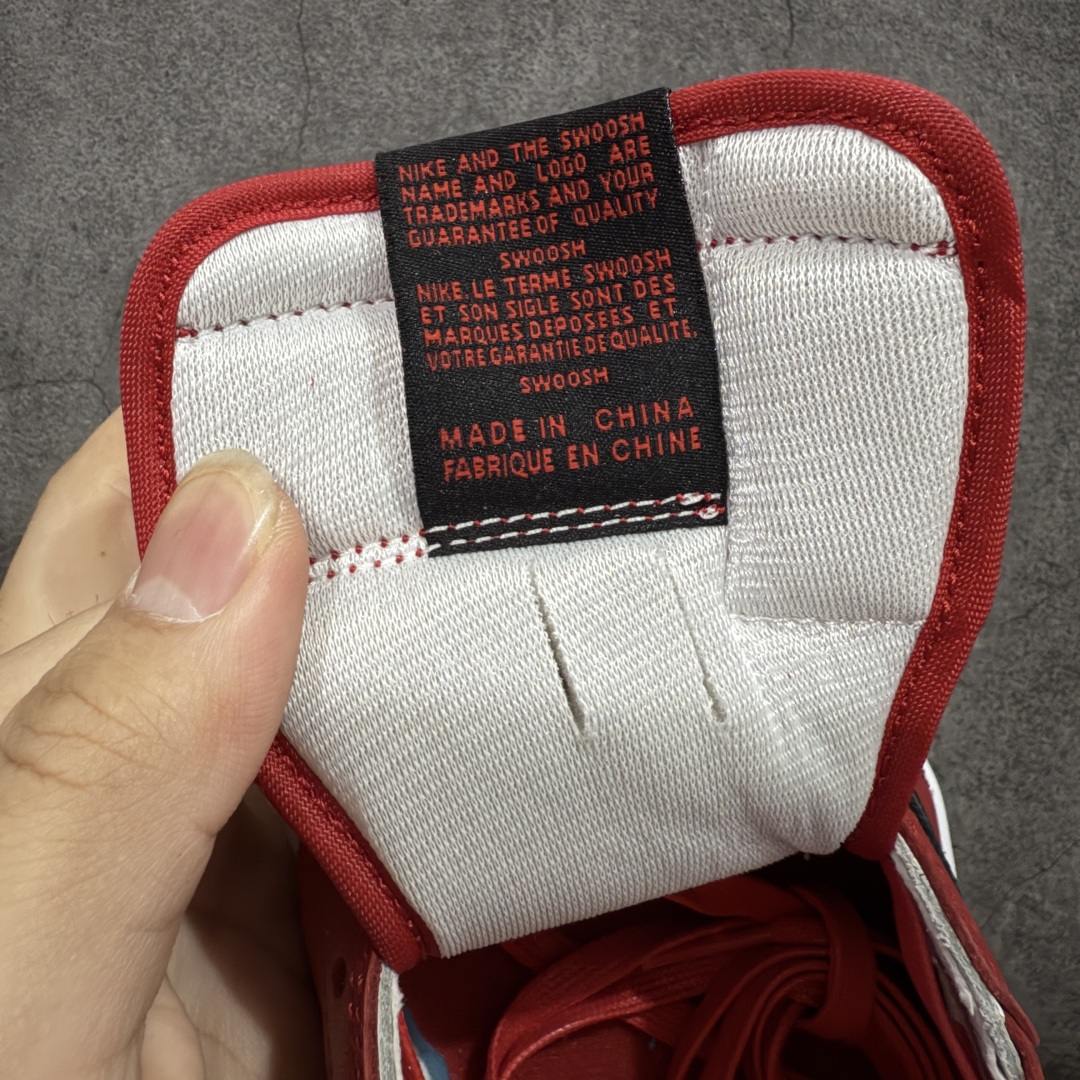 NIKE AND THE SWOOSH
NAME AND LOGO ARE
TRADEMARKS AND YOUR
GUARANTEE OF QUALITY
SWOOSH
NIKE, LE TERME SWOOSH
ET SON SIGLE SONT DES
MARQUES DEPOSEES ET
VOTRE GARANTIE DE QUALITE.
SWOOSH
MADE IN CHINA
FABRIQUE EN CHINE